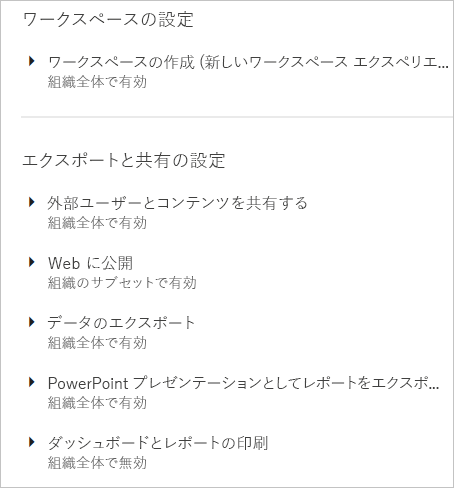 ワークスペースの設定
ワークスペースの作成 (新しいワークスペース エクスペリエ...
組織全体で有効
エクスポートと共有の設定
外部ユーザーとコンテンツを共有する
組織全体で有効
Web に公開
組織のサブセットで有効
データのエクスポート
組織全体で有効
PowerPoint プレゼンテーションとしてレポートをエクスポ...
組織全体で有効
ダッシュボードとレポートの印刷
組織全体で無効